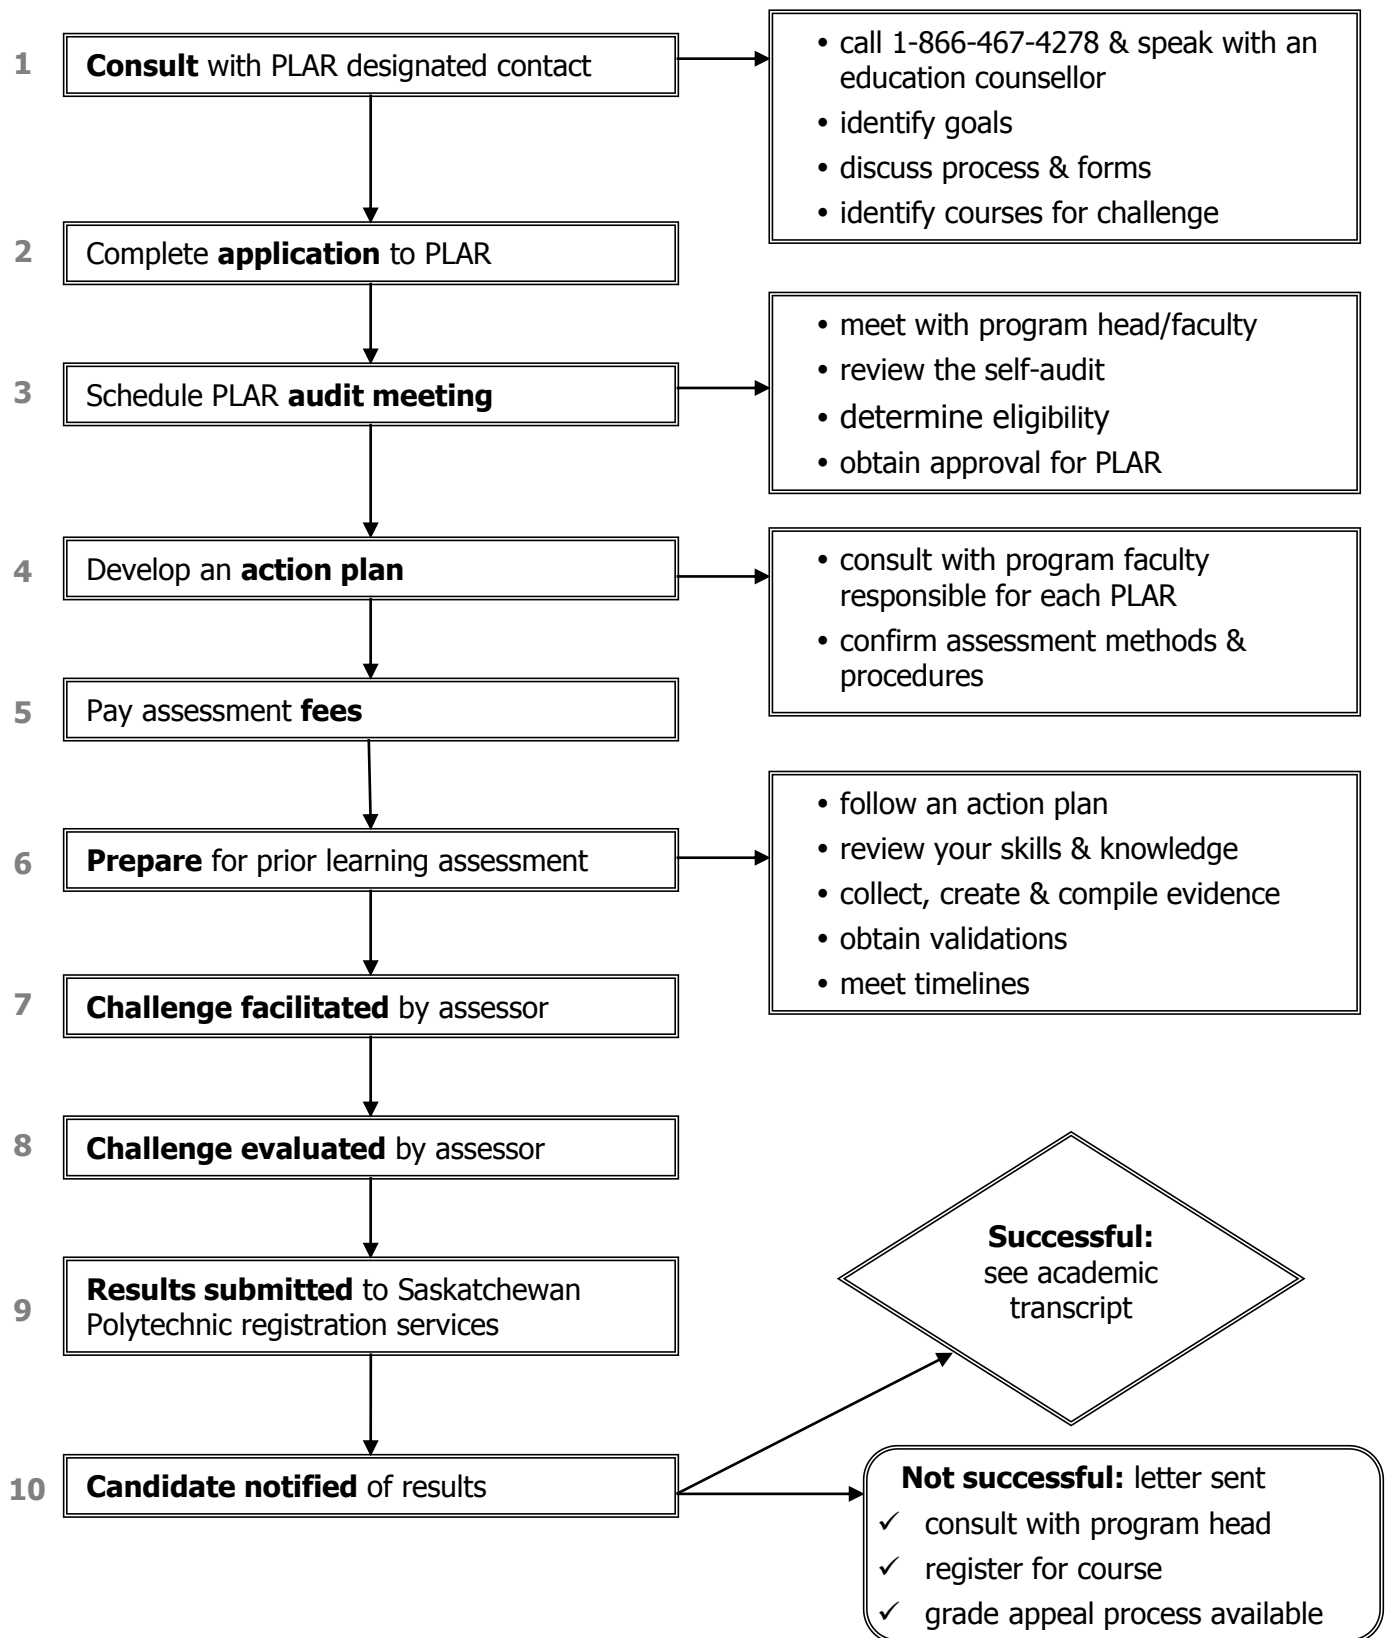 1
Consult with PLAR designated contact
• call 1-866-467-4278 & speak with an
education counsellor
• identify goals
• discuss process & forms
• identify courses for challenge
2
Complete application to PLAR
3
Schedule PLAR audit meeting
• meet with program head/faculty
• review the self-audit
• determine eligibility
• obtain approval for PLAR
4
Develop an action plan
• consult with program faculty
responsible for each PLAR
• confirm assessment methods &
procedures
5
Pay assessment fees
6
Prepare for prior learning assessment
• follow an action plan
• review your skills & knowledge
• collect, create & compile evidence
• obtain validations
• meet timelines
7
Challenge facilitated by assessor
8
Challenge evaluated by assessor
9
Results submitted to Saskatchewan
Polytechnic registration services
10
Candidate notified of results
Successful:
see academic
transcript
Not successful: letter sent
✓ consult with program head
✓ register for course
✓ grade appeal process available